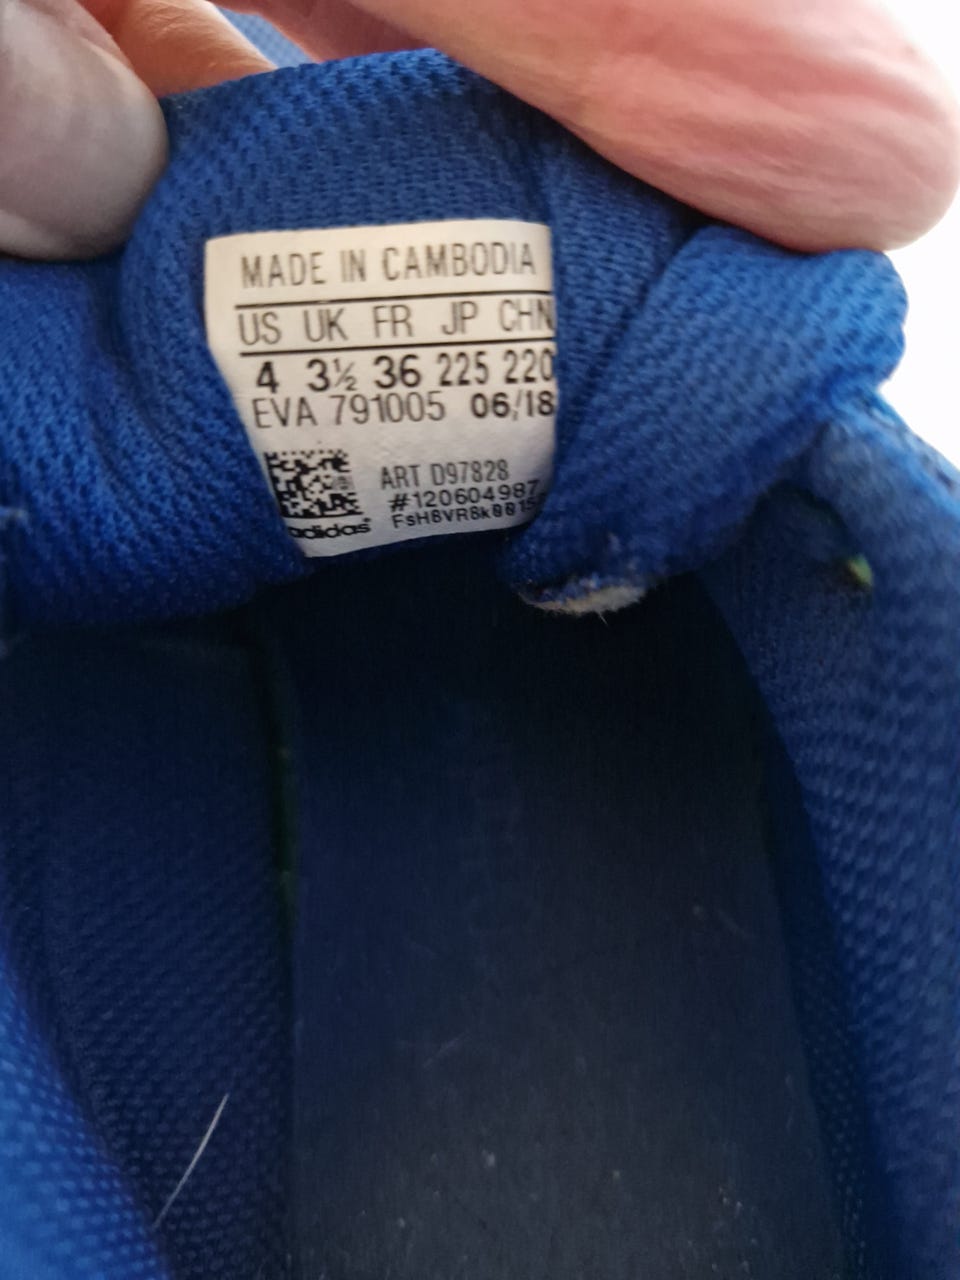 MADE IN CAMBODIA
US UK FR JP CHN
4 3½ 36 225 220
EVA 791005 06/18
ART D97828
#120604987
adidas